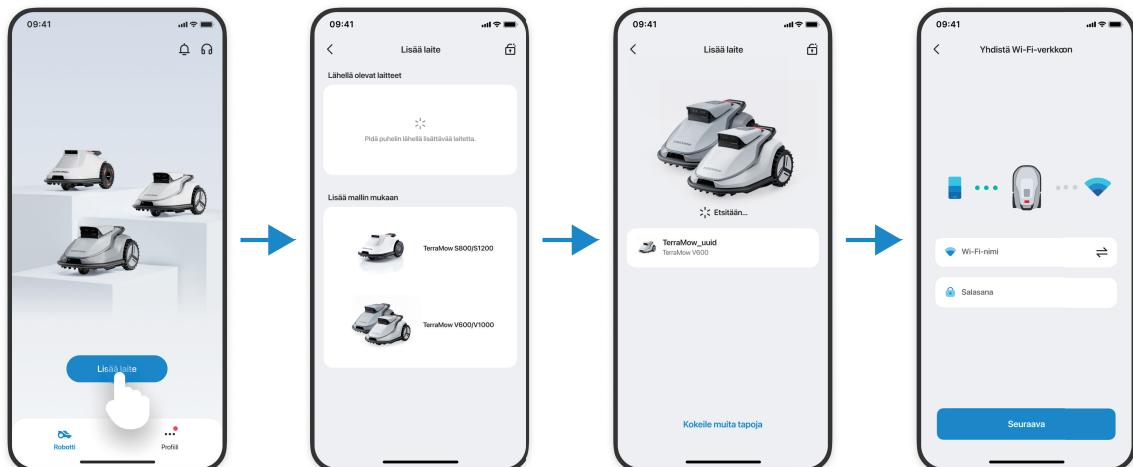 09:41
Lisää laite
Robotti
Profiili
09:41
Lisää laite
Lähellä olevat laitteet
Pidä puhelin lähellä lisättävää laitetta.
Lisää mallin mukaan
TerraMow S800/S1200
TerraMow V600/V1000
09:41
Lisää laite
Etsitään...
TerraMow_uuid
TerraMow V600
Kokeile muita tapoja
09:41
Yhdistä Wi-Fi-verkkoon
Wi-Fi-nimi
Salasana
Seuraava